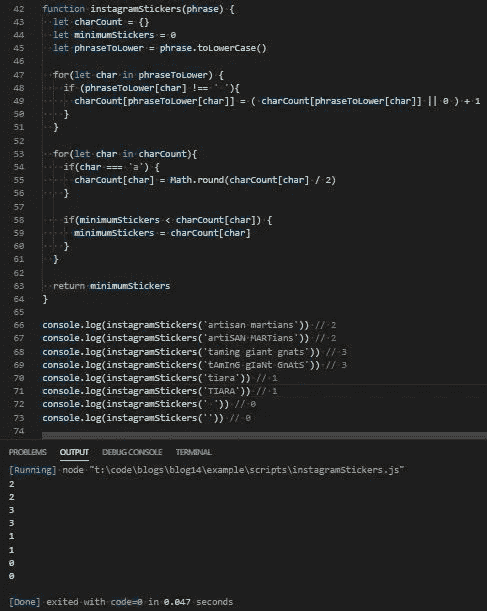 42 function instagramStickers(phrase) {
43   let charCount = {}
44   let minimumStickers = 0
45   let phraseToLower = phrase.toLowerCase()
46
47   for(let char in phraseToLower) {
48     if (phraseToLower[char] !== ' '){
49       charCount[phraseToLower[char]] = ( charCount[phraseToLower[char]] || 0 ) + 1
50     }
51   }
52
53   for(let char in charCount){
54     if(char === 'a') {
55       charCount[char] = Math.round(charCount[char] / 2)
56     }
57
58     if(minimumStickers < charCount[char]) {
59       minimumStickers = charCount[char]
60     }
61   }
62
63   return minimumStickers
64 }
65
66 console.log(instagramStickers('artisan martians')) // 2
67 console.log(instagramStickers('artiSAN MARTians')) // 2
68 console.log(instagramStickers('taming giant gnats')) // 3
69 console.log(instagramStickers('tAmInG gIaNt GnAtS')) // 3
70 console.log(instagramStickers('tiara')) // 1
71 console.log(instagramStickers('TIARA')) // 1
72 console.log(instagramStickers(' ')) // 0
73 console.log(instagramStickers('')) // 0
74
PROBLEMS OUTPUT DEBUG CONSOLE TERMINAL
[Running] node "t:\code\blogs\blog14\example\scripts\instagramStickers.js"
2
2
3
3
1
1
0
0
[Done] exited with code=0 in 0.047 seconds